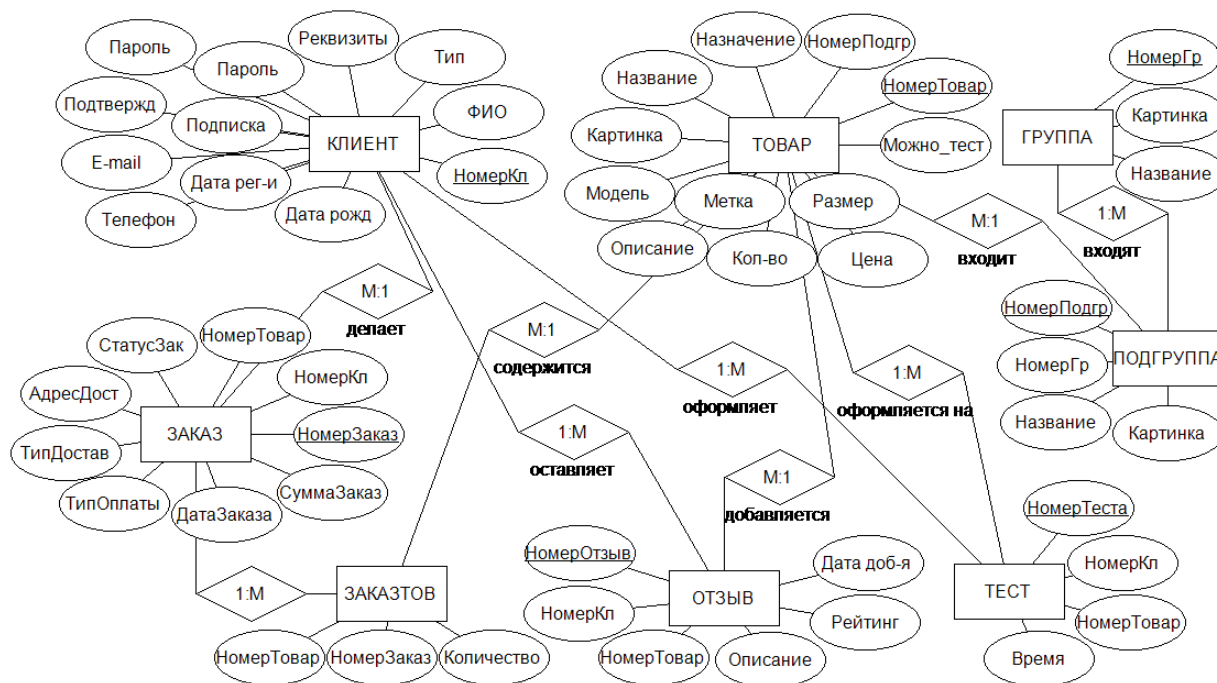 Реквизиты
Пароль
Пароль
Тип
Подтвержд
Подписка
ФИО
КЛИЕНТ
E-mail
Дата рег-и
НомерКл
Телефон
Дата рожд
Назначение
НомерПодгр
Название
НомерТовар
Картинка
ТОВАР
Можно_тест
Модель
Метка
Размер
Описание
Кол-во
Цена
НомерГр
Картинка
ГРУППА
Название
М:1
входит
1:М
входят
НомерПодгр
НомерГр
ПОДГРУППА
Название
Картинка
М:1
делает
М:1
содержится
1:М
оформляет
1:М
оформляется на
СтатусЗак
НомерТовар
АдресДост
НомерКл
ЗАКАЗ
НомерЗаказ
ТипДостав
ТипОплаты
СуммаЗаказ
ДатаЗаказа
1:М
оставляет
М:1
добавляется
1:М
ЗАКАЗТОВ
НомерТовар
НомерЗаказ
Количество
НомерОтзыв
Дата доб-я
НомерКл
ОТЗЫВ
Рейтинг
НомерТовар
Описание
НомерТеста
НомерКл
ТЕСТ
НомерТовар
Время